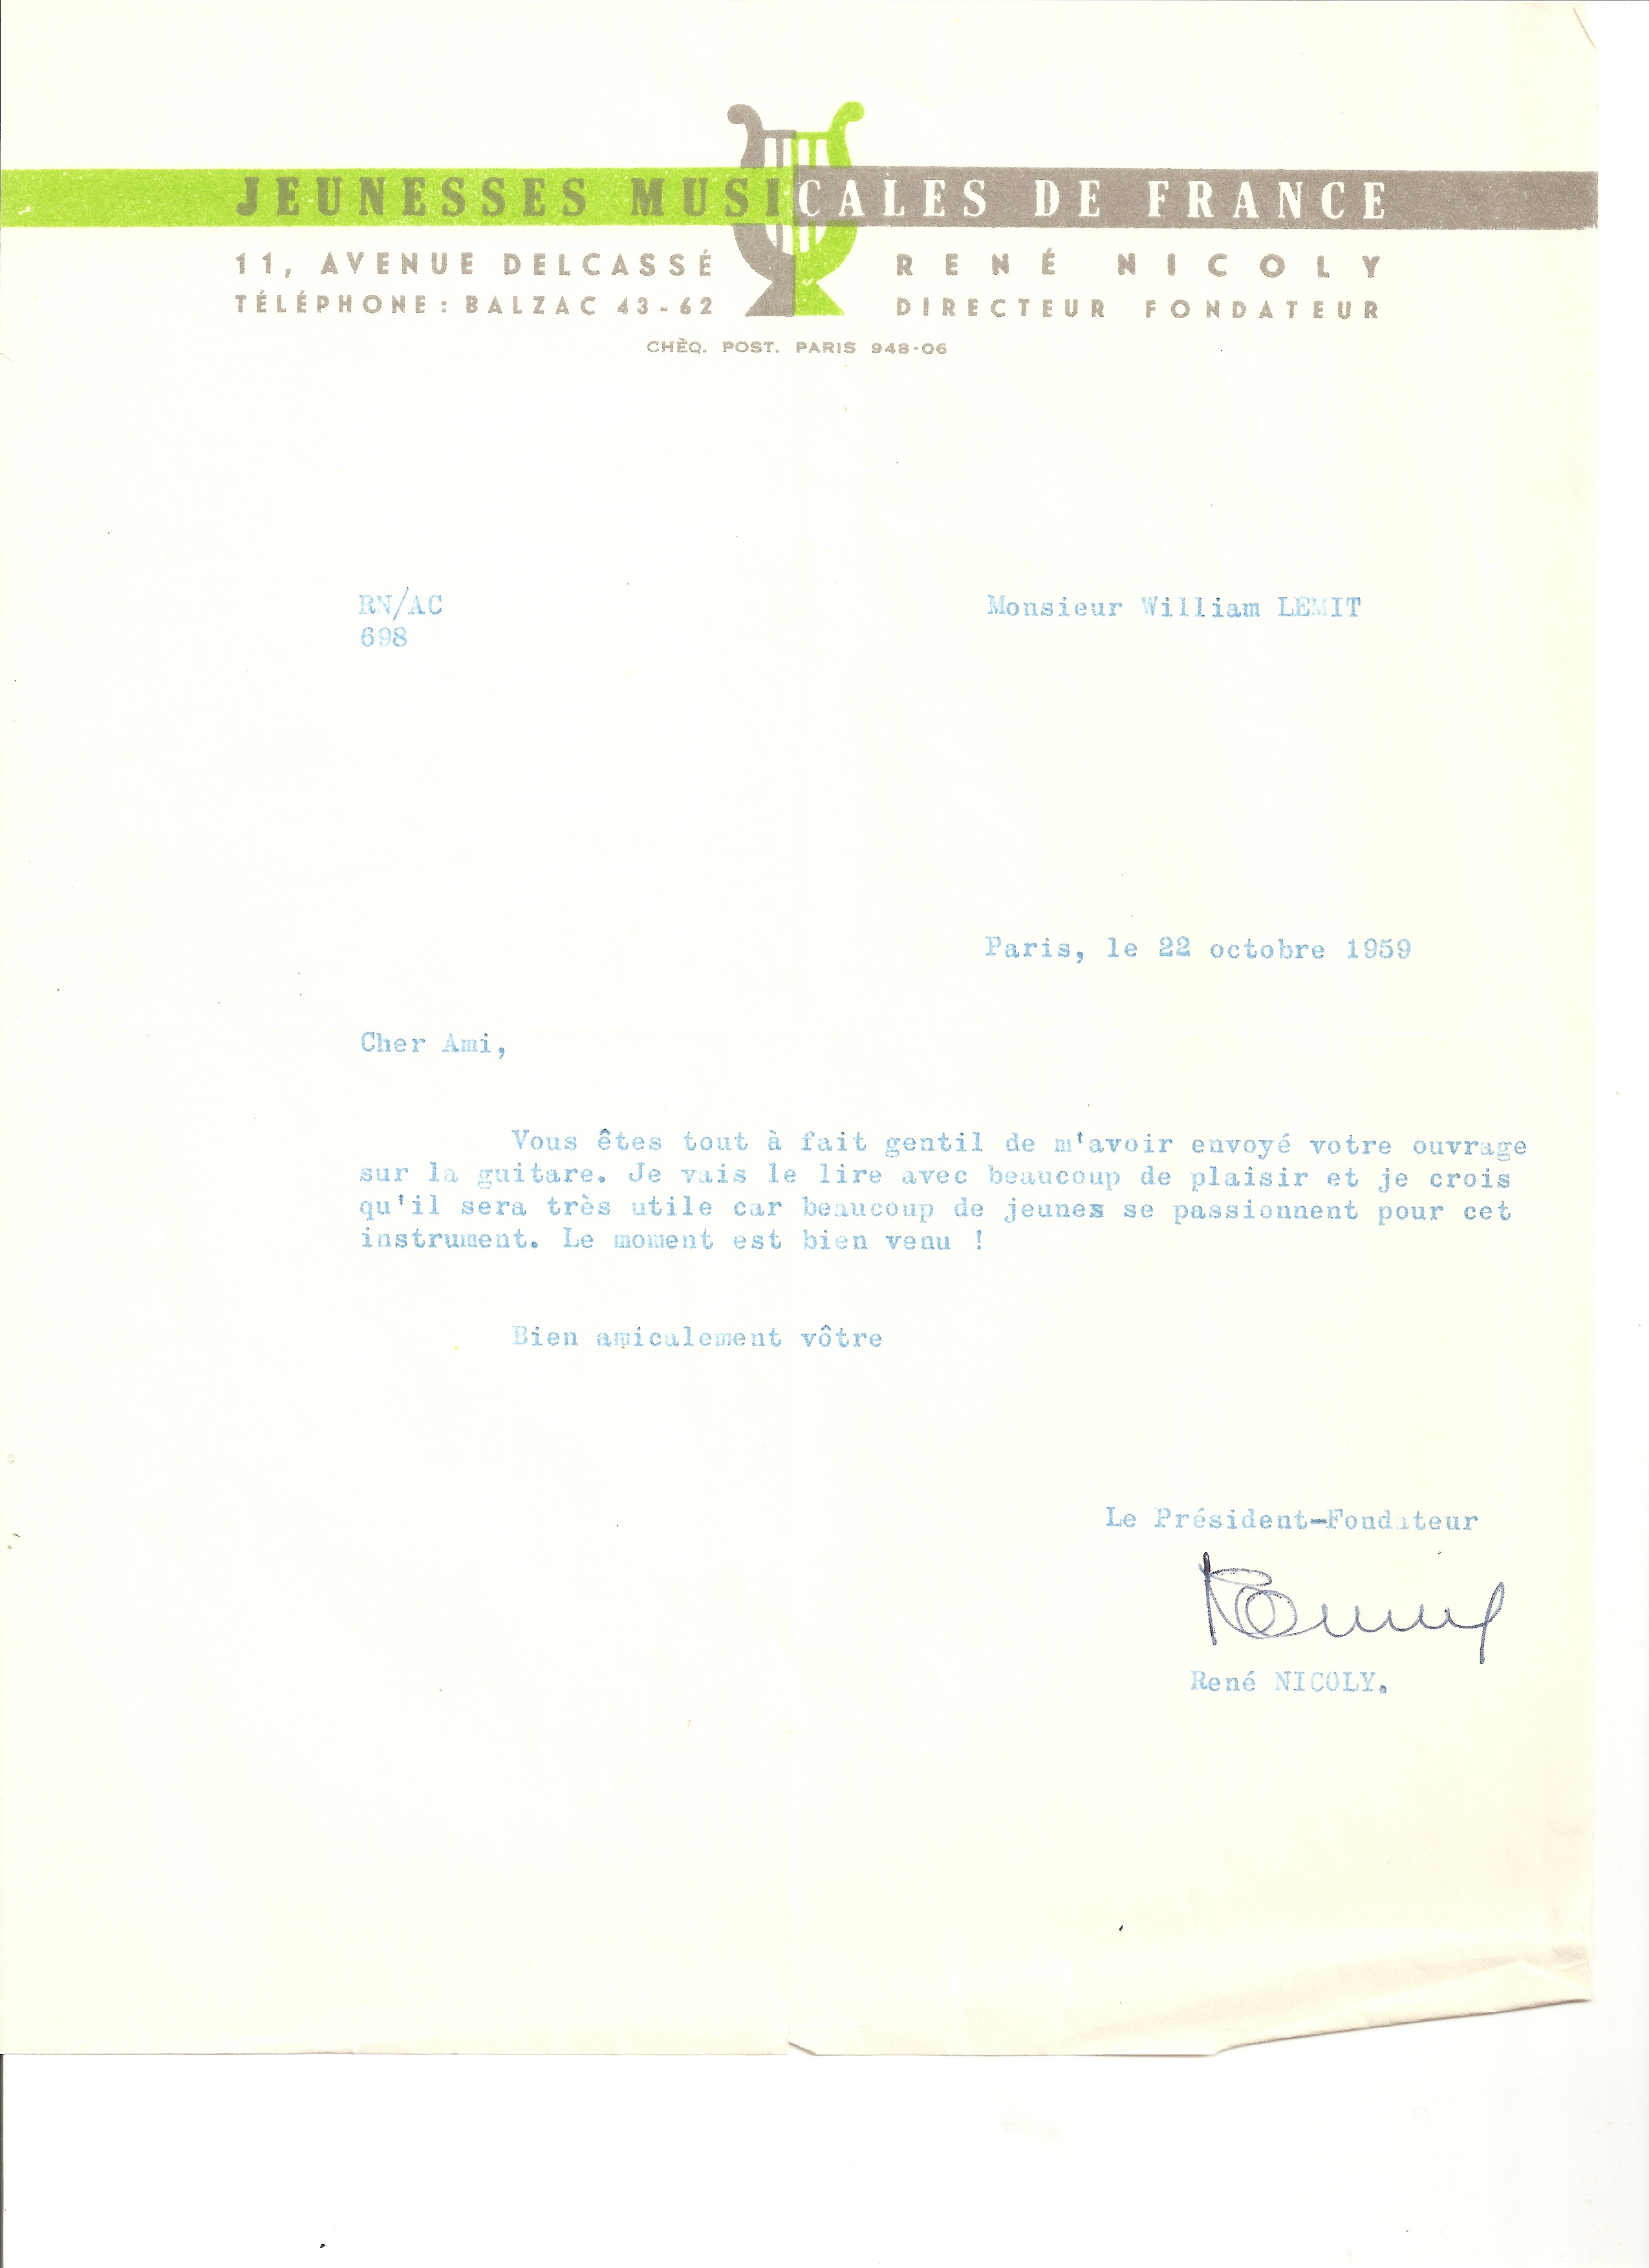 JEUNESSES MUSICALES DE FRANCE
11, AVENUE DELCASSÉ
TÉLÉPHONE : BALZAC 43-62
RENÉ NICOLY
DIRECTEUR FONDATEUR
CHÈQ. POST. PARIS 948-06
RN/AC
698
Monsieur William LEMIT
Paris, le 22 octobre 1959
Cher Ami,
Vous êtes tout à fait gentil de m'avoir envoyé votre ouvrage
sur la guitare. Je vais le lire avec beaucoup de plaisir et je crois
qu'il sera très utile car beaucoup de jeunes se passionnent pour cet
instrument. Le moment est bien venu !
Bien amicalement vôtre
Le Président-Fondateur
René NICOLY.